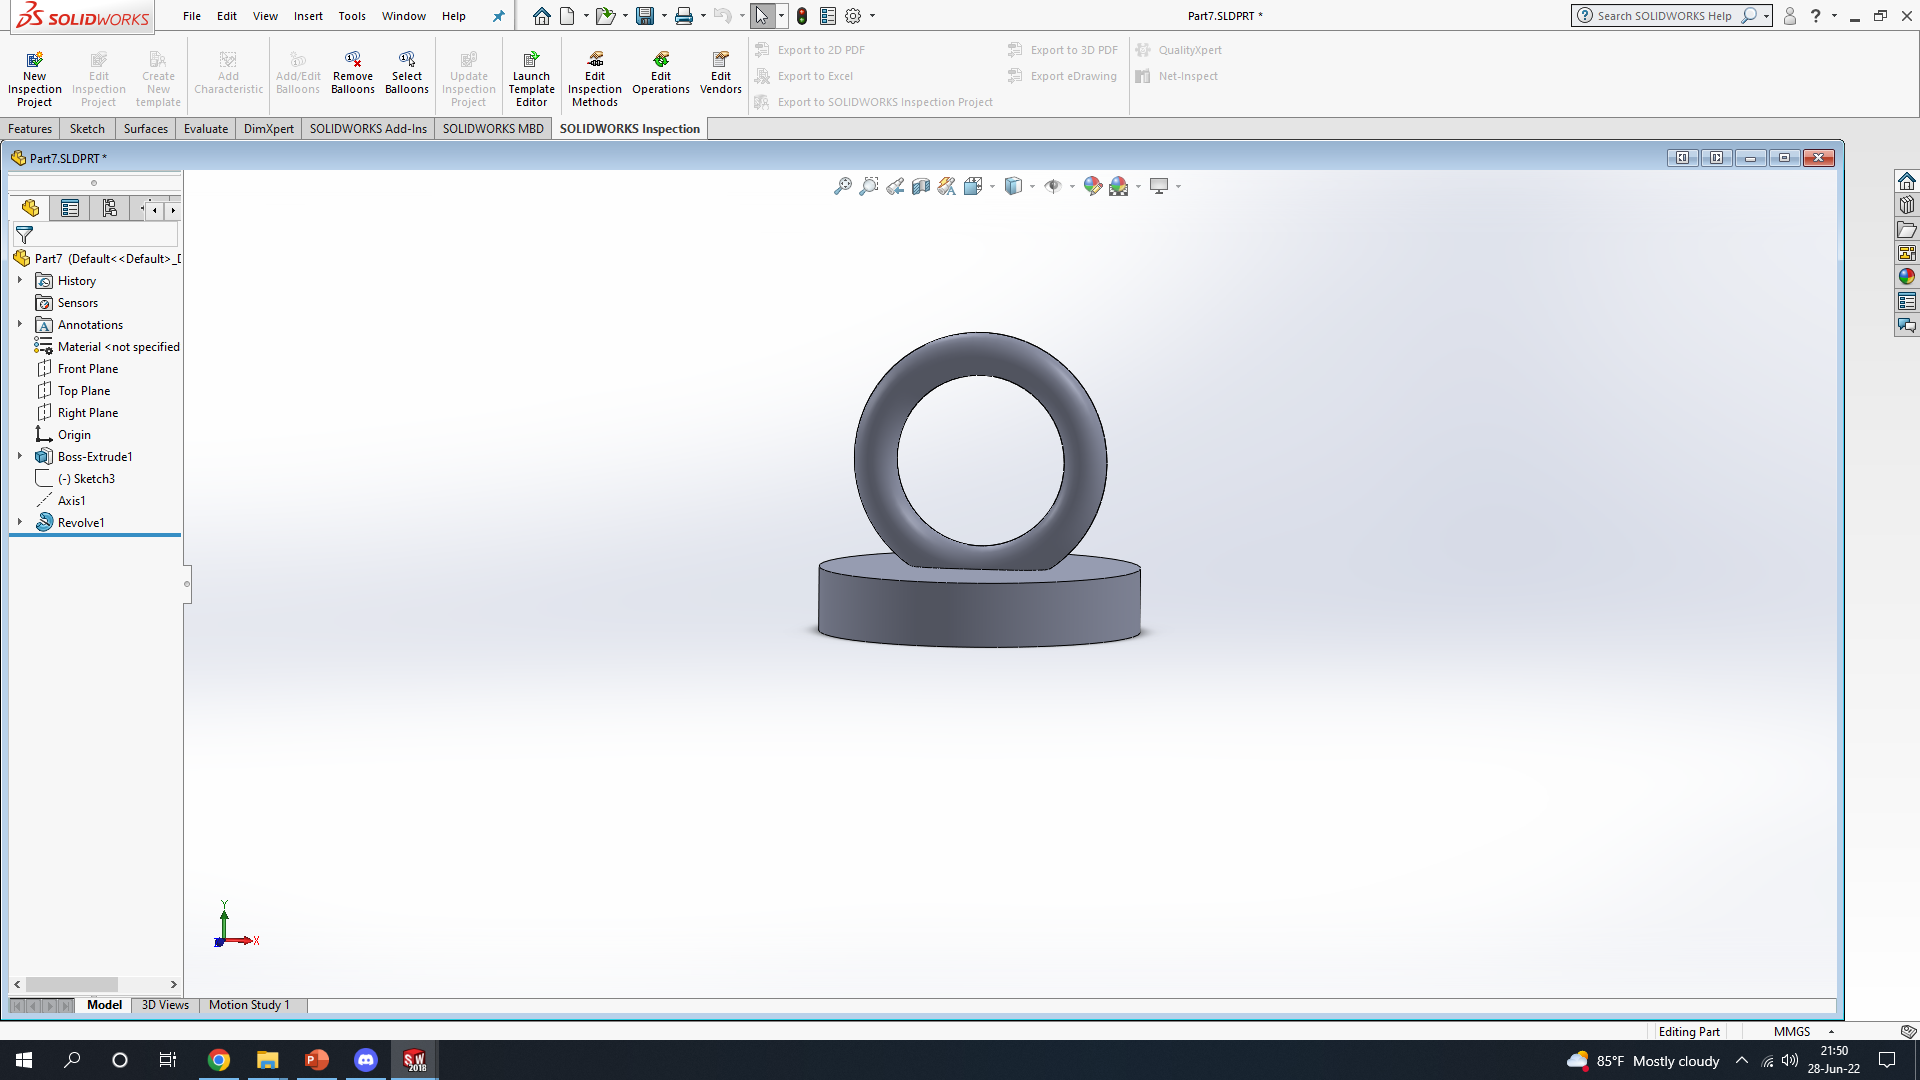 SOLIDWORKS
File Edit View Insert Tools Window Help
Part7.SLDPRT *
Search SOLIDWORKS Help
New Inspection Project
Edit Inspection Project
Create New template
Add Characteristic
Add/Edit Balloons
Remove Balloons
Select Balloons
Update Inspection Project
Launch Template Editor
Edit Inspection Methods
Edit Operations
Edit Vendors
Export to 2D PDF
Export to Excel
Export to SOLIDWORKS Inspection Project
Export to 3D PDF
Export eDrawing
QualityXpert
Net-Inspect
Features Sketch Surfaces Evaluate DimXpert SOLIDWORKS Add-Ins SOLIDWORKS MBD SOLIDWORKS Inspection
Part7.SLDPRT *
Part7 (Default<<Default>_D
History
Sensors
Annotations
Material <not specified
Front Plane
Top Plane
Right Plane
Origin
Boss-Extrude1
(-) Sketch3
Axis1
Revolve1
Y
X
Z
Model 3D Views Motion Study 1
Editing Part MMGS
SW 2018
85°F Mostly cloudy
21:50
28-Jun-22